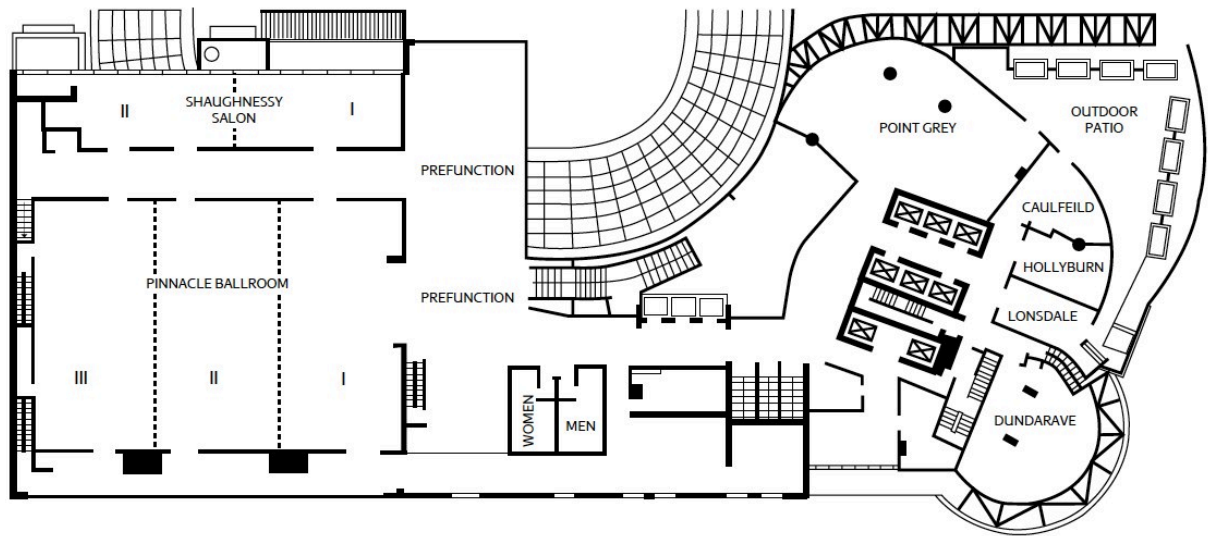 SHAUGHNESSY
SALON
II
I
PREFUNCTION
PINNACLE BALLROOM
PREFUNCTION
III
II
I
WOMEN
MEN
POINT GREY
OUTDOOR
PATIO
CAULFEILD
HOLLYBURN
LONSDALE
DUNDARAVE